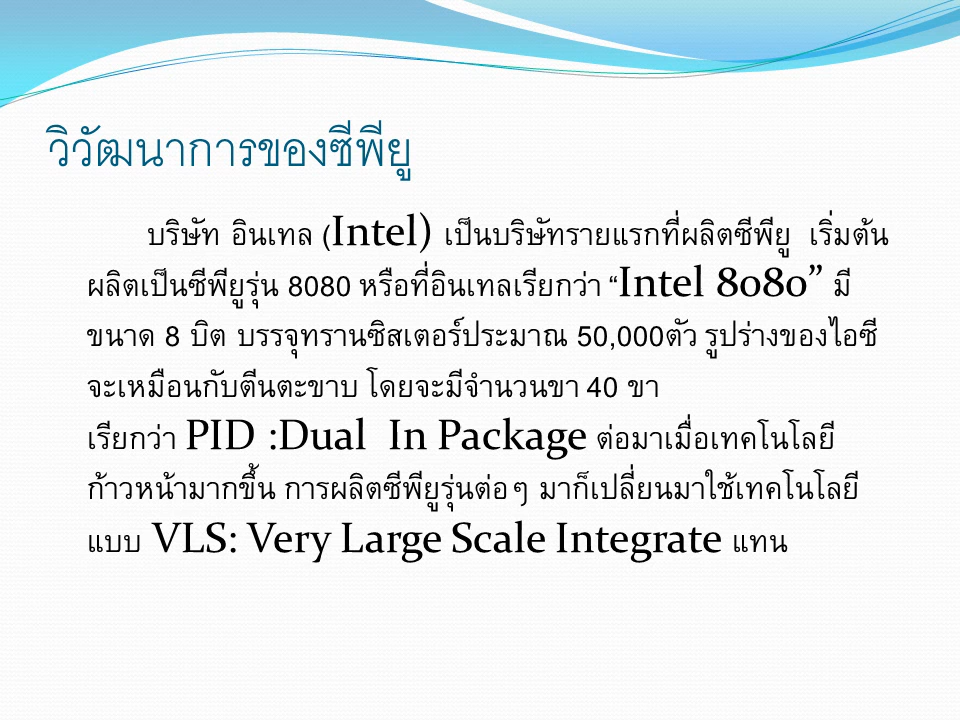 วิวัฒนาการของซีพียู
บริษัท อินเทล (Intel) เป็นบริษัทรายแรกที่ผลิตซีพียู เริ่มต้น
ผลิตเป็นซีพียูรุ่น 8080 หรือที่อินเทลเรียกว่า “Intel 8080” มี
ขนาด 8 บิต บรรจุทรานซิสเตอร์ประมาณ 50,000ตัว รูปร่างของไอซี
จะเหมือนกับตีนตะขาบ โดยจะมีจำนวนขา 40 ขา
เรียกว่า PID :Dual In Package ต่อมาเมื่อเทคโนโลยี
ก้าวหน้ามากขึ้น การผลิตซีพียูรุ่นต่อๆ มาก็เปลี่ยนมาใช้เทคโนโลยี
แบบ VLS: Very Large Scale Integrate แทน